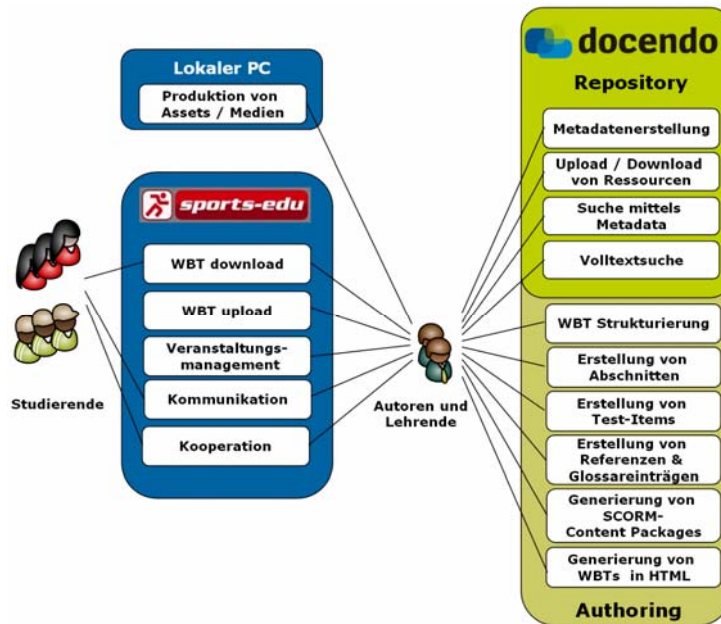 Lokaler PC
Produktion von
Assets / Medien
sports-edu
WBT download
WBT upload
Veranstaltungs-
management
Kommunikation
Kooperation
Studierende
Autoren und
Lehrende
docendo
Repository
Metadatenerstellung
Upload / Download
von Ressourcen
Suche mittels
Metadata
Volltextsuche
WBT Strukturierung
Erstellung von
Abschnitten
Erstellung von
Test-Items
Erstellung von
Referenzen &
Glossareinträgen
Generierung von
SCORM-
Content Packages
Generierung von
WBTs in HTML
Authoring